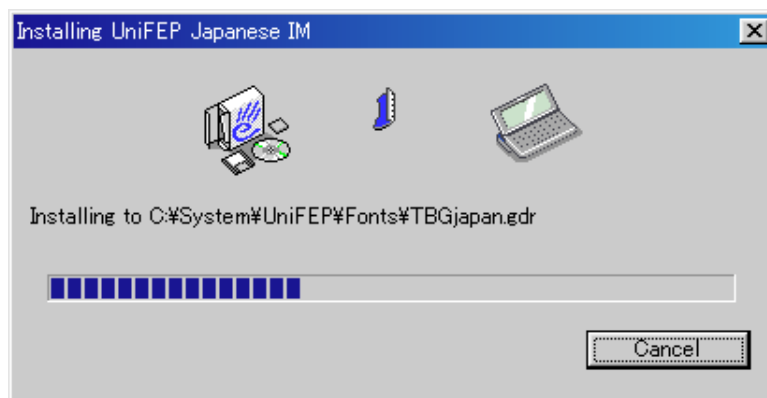 Installing UniFEP Japanese IM
Installing to C:¥System¥UniFEP¥Fonts¥TBGjapan.gdr
Cancel